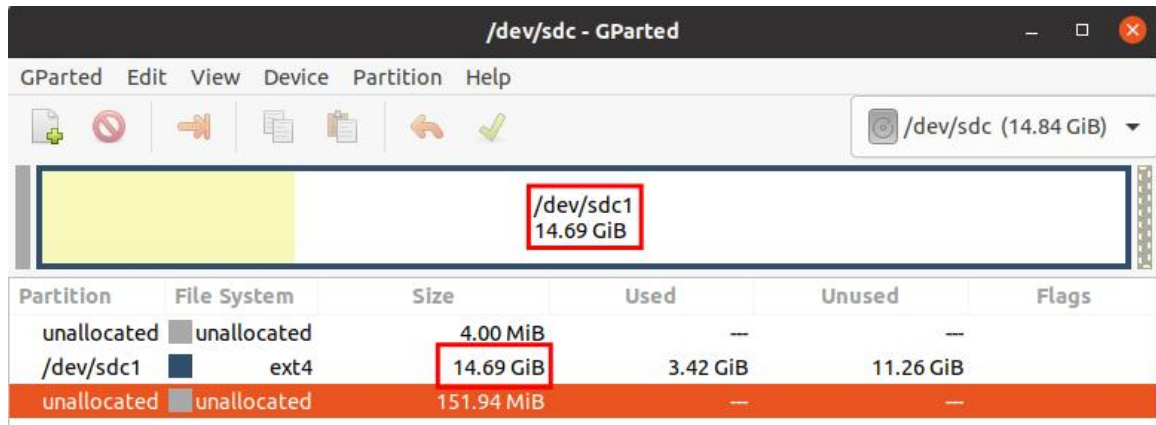 /dev/sdc - GParted
GParted Edit View Device Partition Help
/dev/sdc (14.84 GiB)
/dev/sdc1
14.69 GiB
Partition File System Size Used Unused Flags
unallocated unallocated 4.00 MiB --- ---
/dev/sdc1 ext4 14.69 GiB 3.42 GiB 11.26 GiB
unallocated unallocated 151.94 MiB --- ---